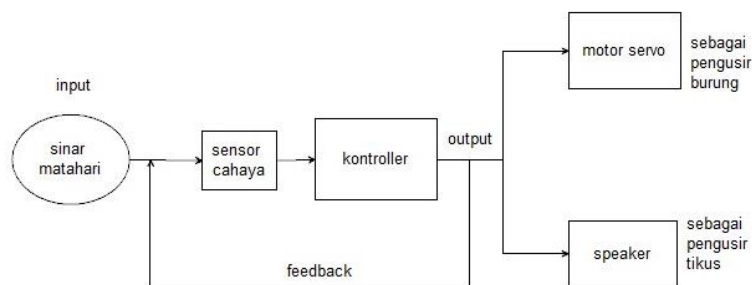 input
sinar
matahari
sensor
cahaya
kontroller
output
motor servo
sebagai
pengusir
burung
speaker
sebagai
pengusir
tikus
feedback